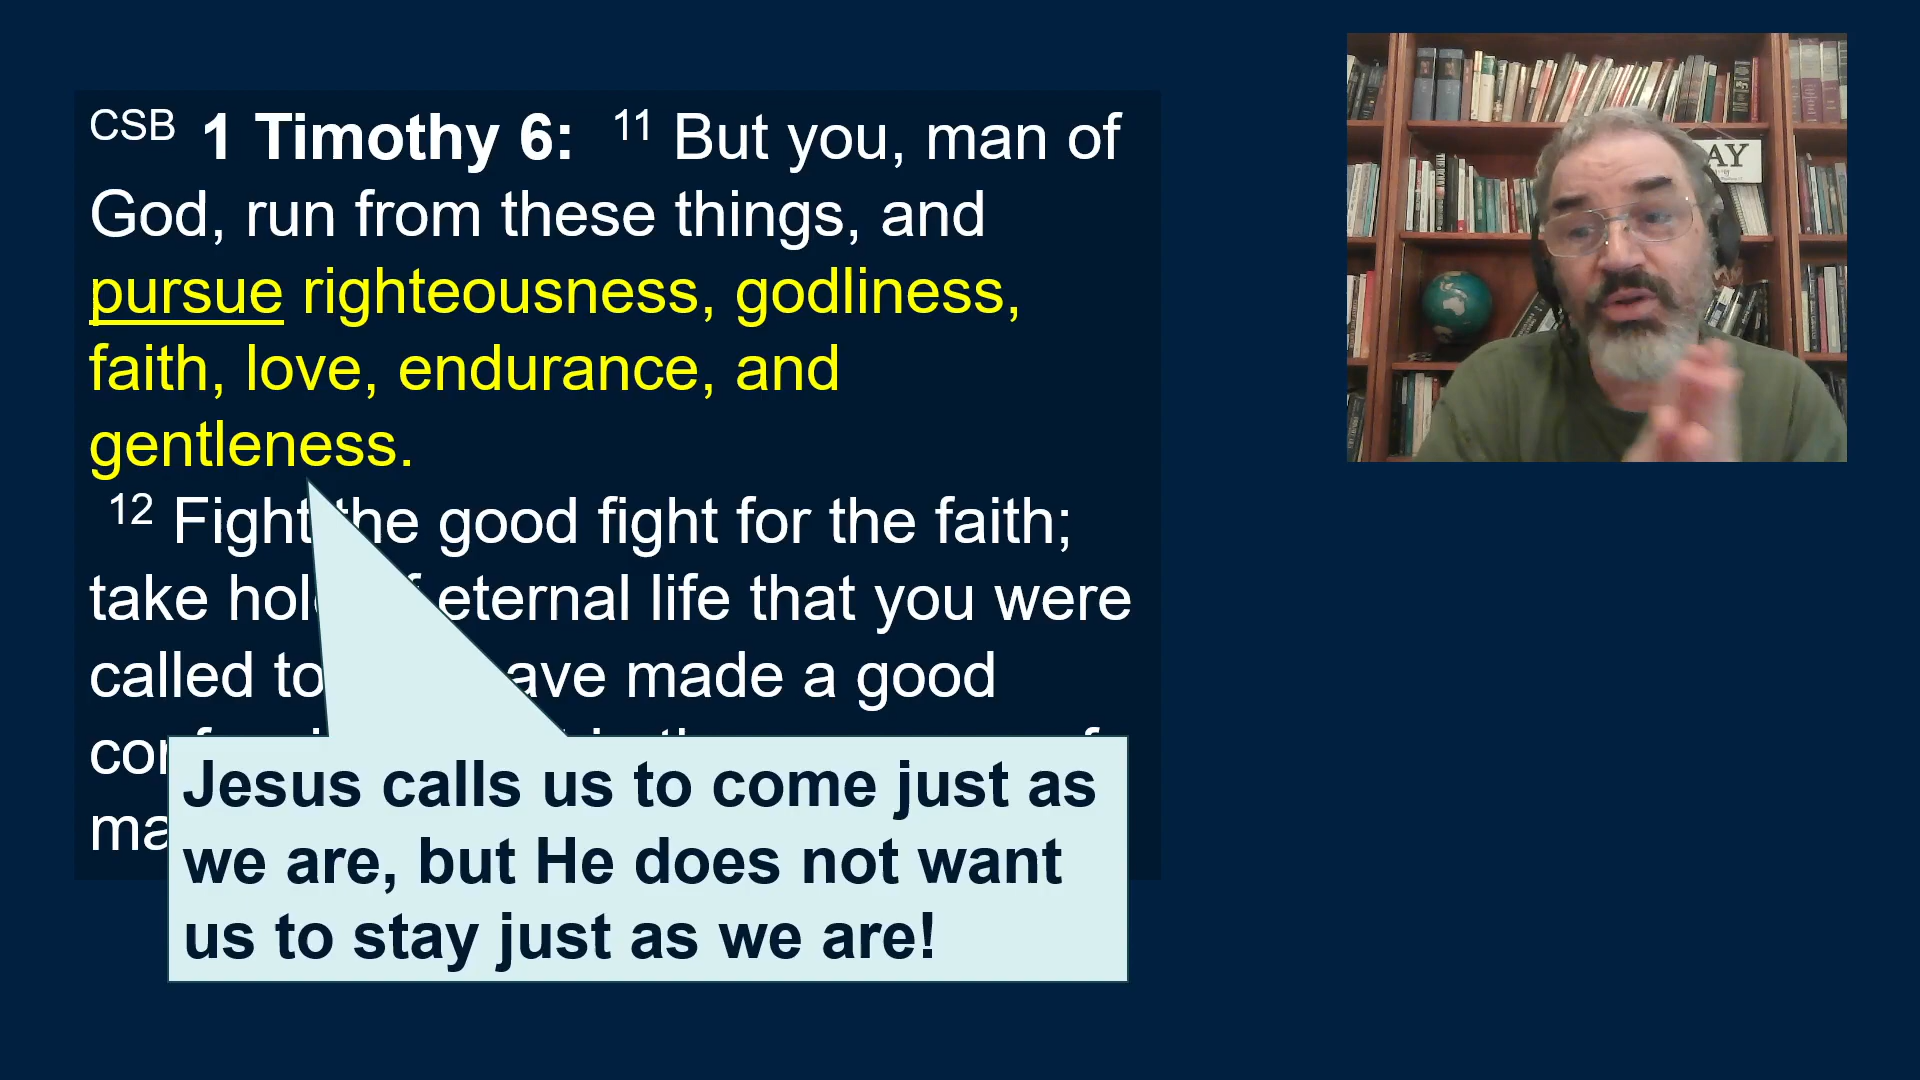 CSB 1 Timothy 6: 11 But you, man of
God, run from these things, and
pursue righteousness, godliness,
faith, love, endurance, and
gentleness.
12 Fight the good fight for the faith;
take eternal life that you were
called to made a good
Jesus calls us to come just as
we are, but He does not want
us to stay just as we are!
AY